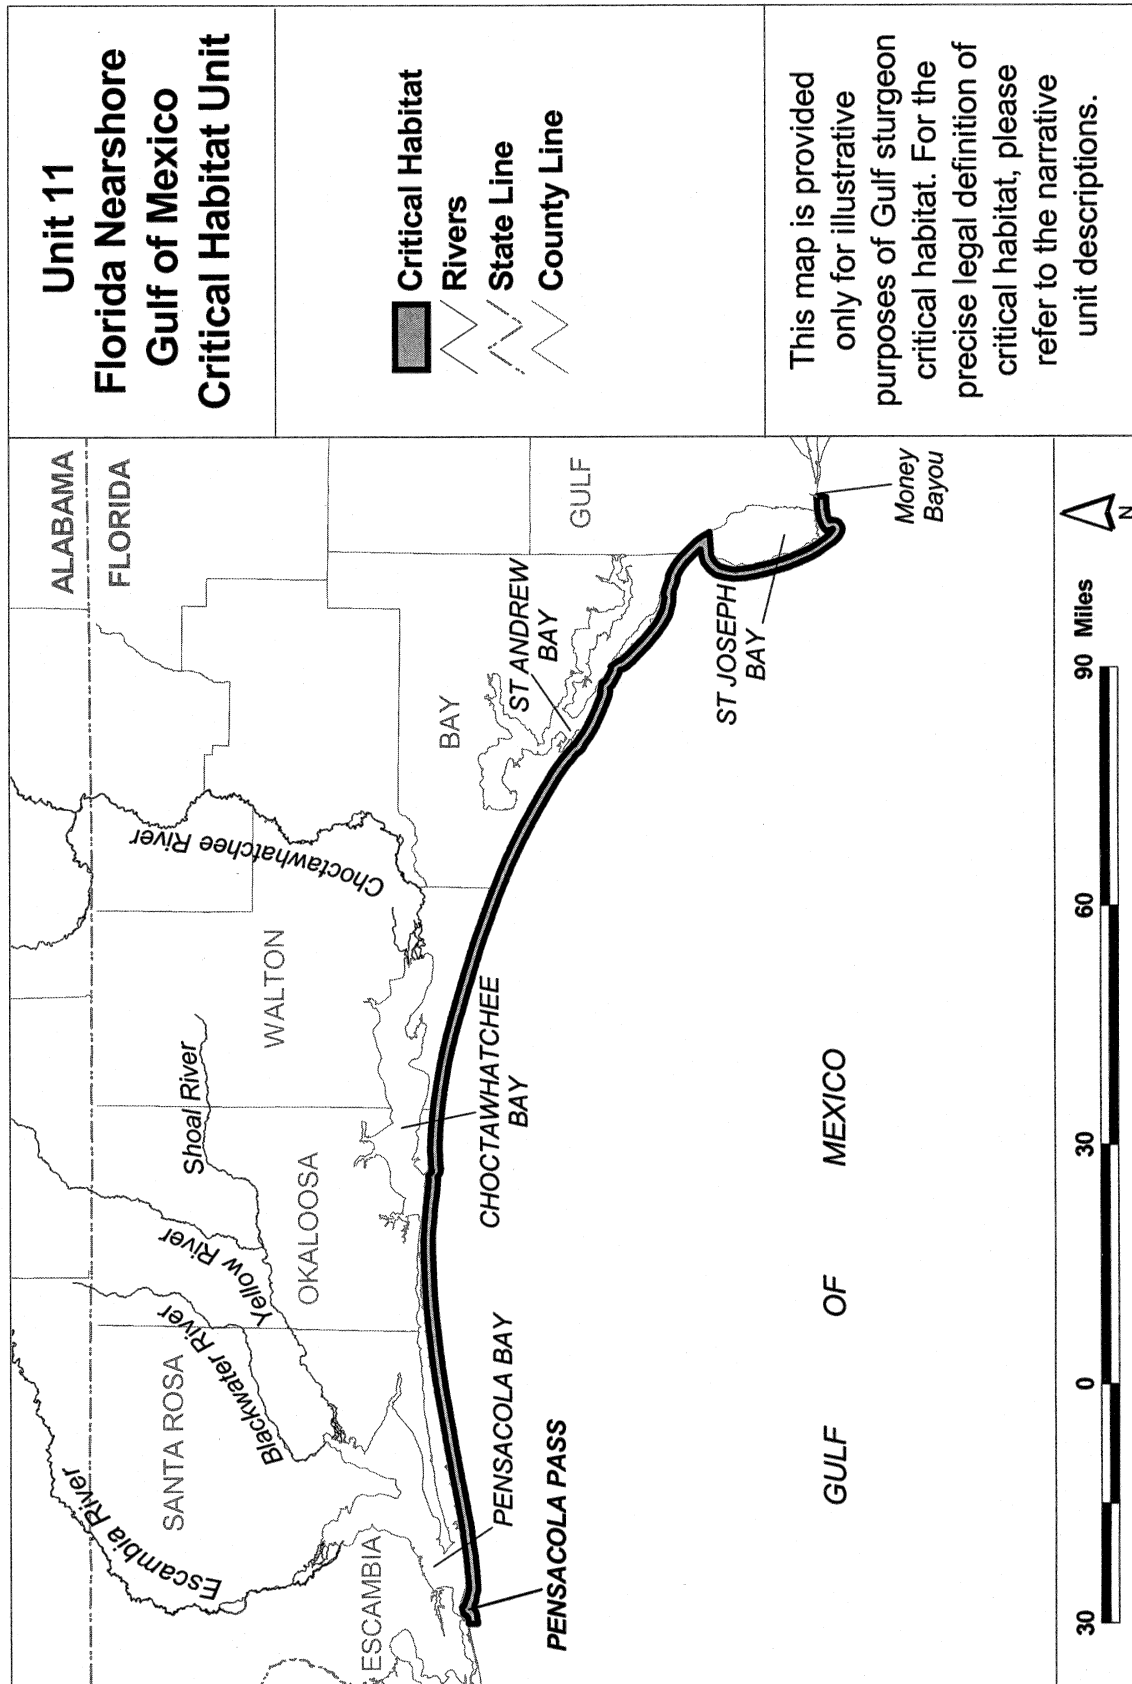 Unit 11
Florida Nearshore
Gulf of Mexico
Critical Habitat Unit
Critical Habitat
Rivers
State Line
County Line
This map is provided
only for illustrative
purposes of Gulf sturgeon
critical habitat. For the
precise legal definition of
critical habitat, please
refer to the narrative
unit descriptions.
ALABAMA
FLORIDA
Escambia River
SANTA ROSA
Blackwater River
Yellow River
Shoal River
OKALOOSA
WALTON
Choctawhatchee River
BAY
GULF
ESCAMBIA
PENSACOLA BAY
PENSACOLA PASS
CHOCTAWHATCHEE
BAY
ST ANDREW
BAY
ST JOSEPH
BAY
Money
Bayou
GULF OF MEXICO
30 0 30 60 90 Miles
N